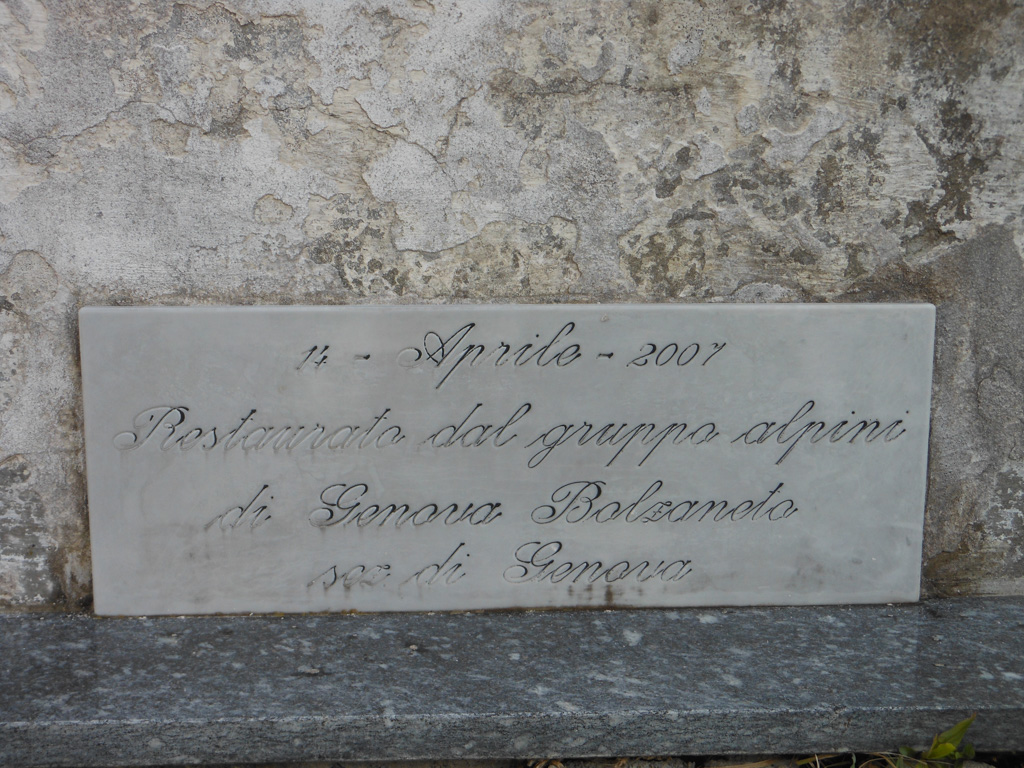 14 - Aprile - 2007
Restaurato dal gruppo alpini
di Genova Bolzaneto
sez di Genova